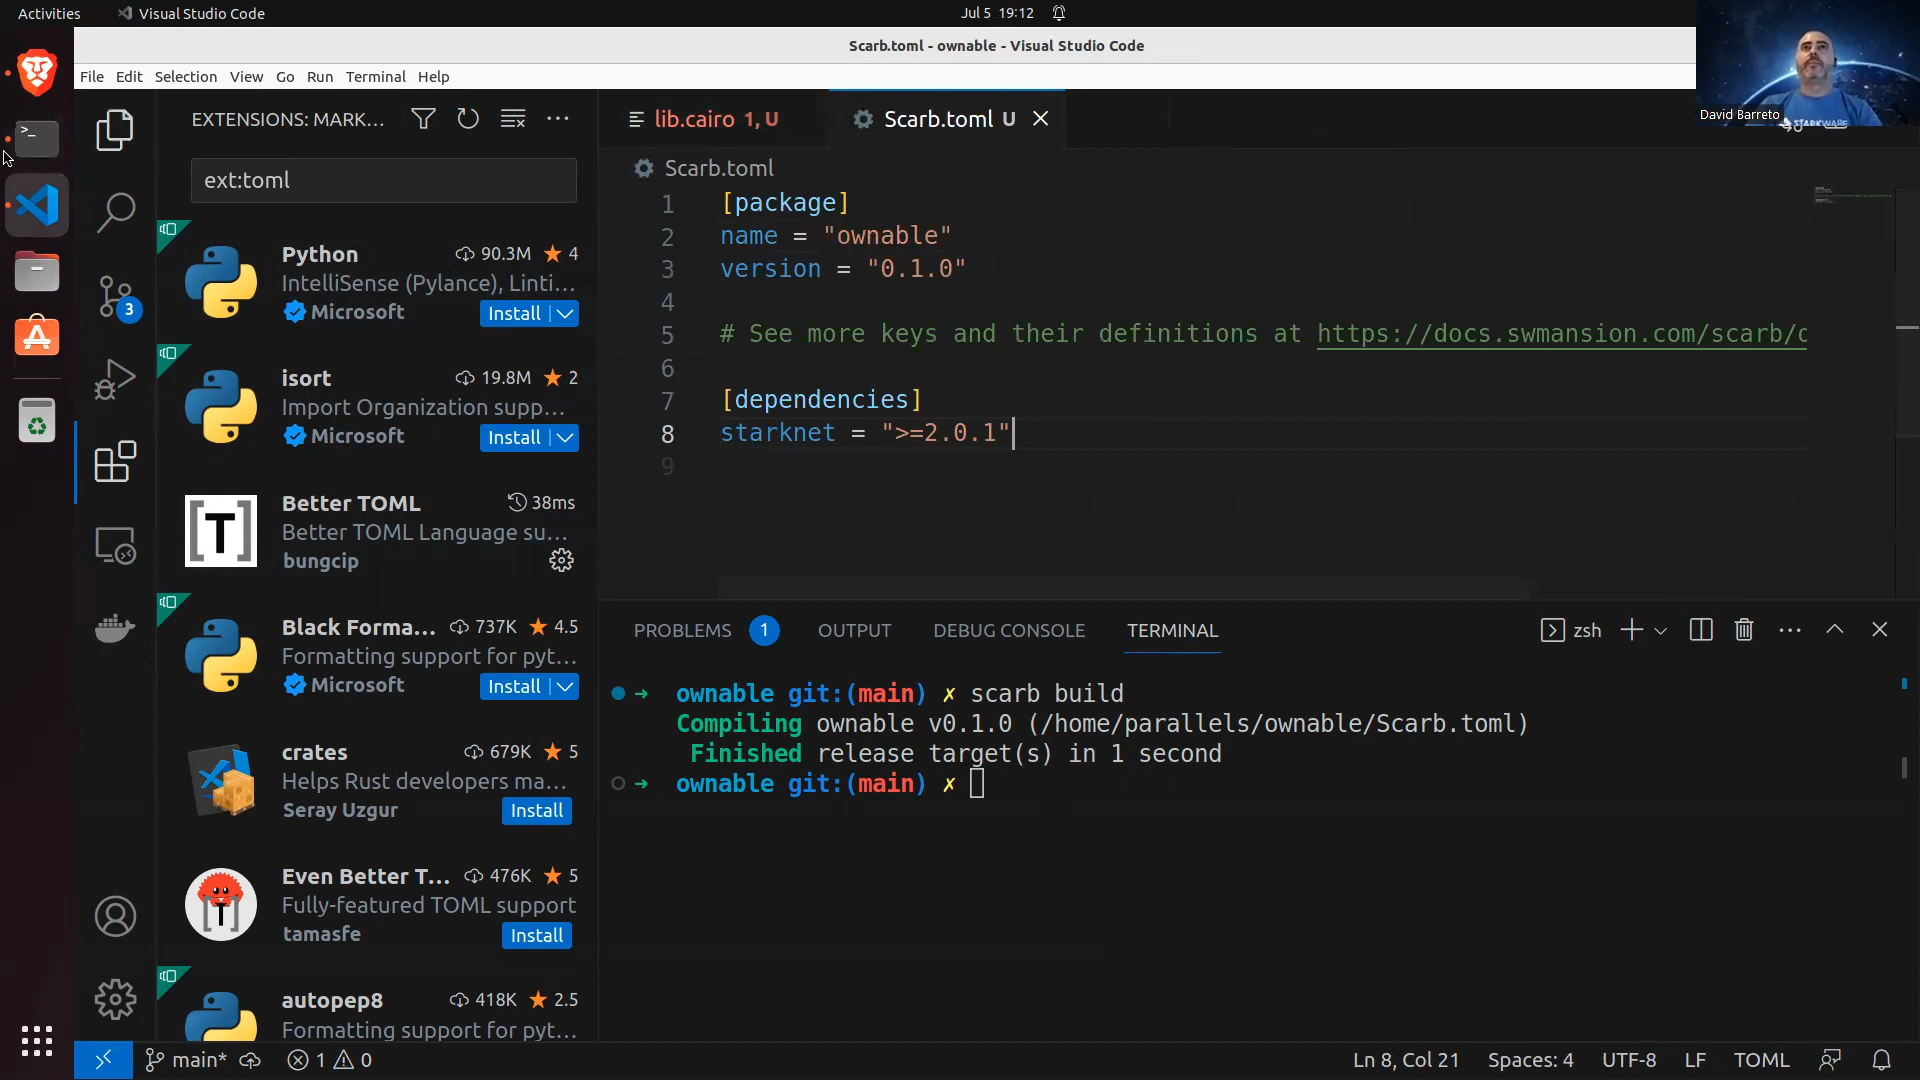 Activities
Visual Studio Code
Jul 5 19:12
Scarb.toml - ownable - Visual Studio Code
File Edit Selection View Go Run Terminal Help
David Barreto
EXTENSIONS: MARK...
ext:toml
Python 90.3M 4
IntelliSense (Pylance), Linti...
Microsoft Install
isort 19.8M 2
Import Organization supp...
Microsoft Install
Better TOML 38ms
Better TOML Language su...
bungcip
Black Forma... 737K 4.5
Formatting support for pyt...
Microsoft Install
crates 679K 5
Helps Rust developers ma...
Seray Uzgur Install
Even Better T... 476K 5
Fully-featured TOML support
tamasfe Install
autopep8 418K 2.5
Formatting support for pyt...
3
lib.cairo 1, U
Scarb.toml U
Scarb.toml
1 [package]
2 name = "ownable"
3 version = "0.1.0"
4
5 # See more keys and their definitions at https://docs.swmansion.com/scarb/
6
7 [dependencies]
8 starknet = ">=2.0.1"
9
PROBLEMS 1 OUTPUT DEBUG CONSOLE TERMINAL
zsh
➜ ownable git:(main) ✗ scarb build
Compiling ownable v0.1.0 (/home/parallels/ownable/Scarb.toml)
Finished release target(s) in 1 second
➜ ownable git:(main) ✗
main* 1 0
Ln 8, Col 21 Spaces: 4 UTF-8 LF TOML